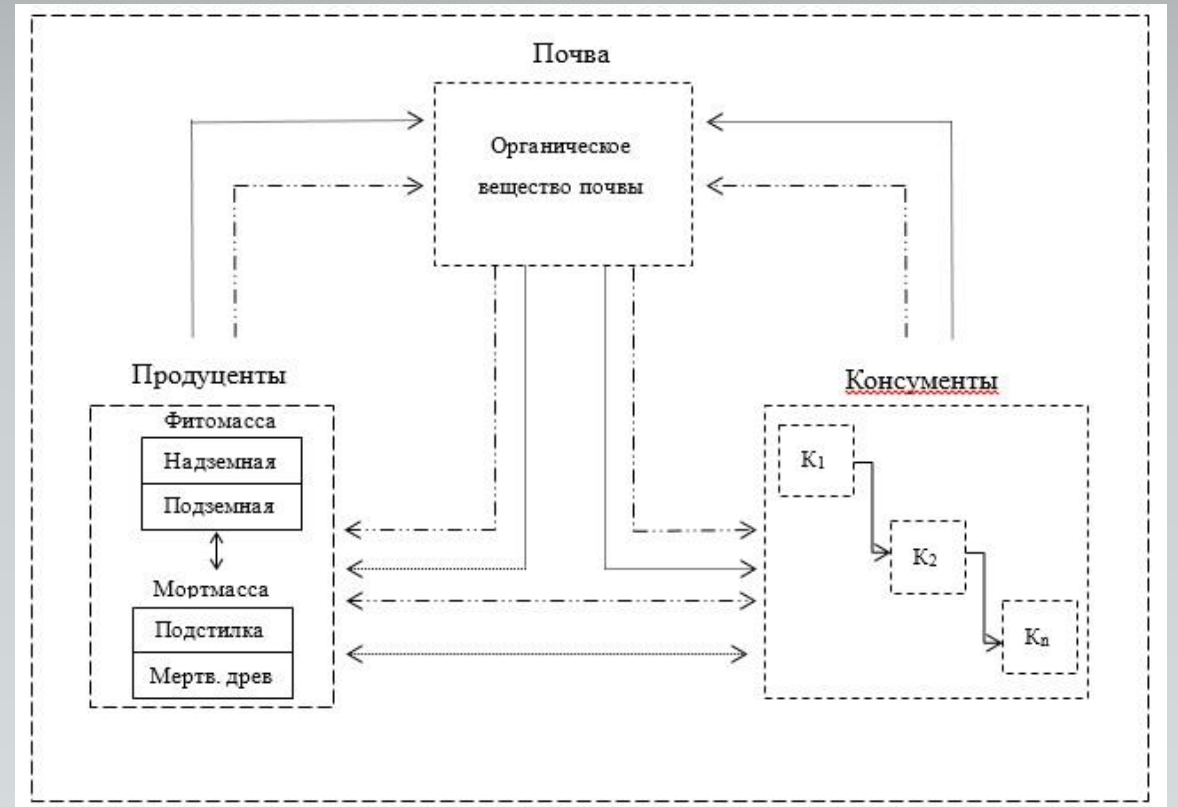 Почва
Органическое
вещество почвы
Продуценты
Фитомасса
Надземная
Подземная
Мортмасса
Подстилка
Мертв. древ
Консументы
К1
К2
Кn